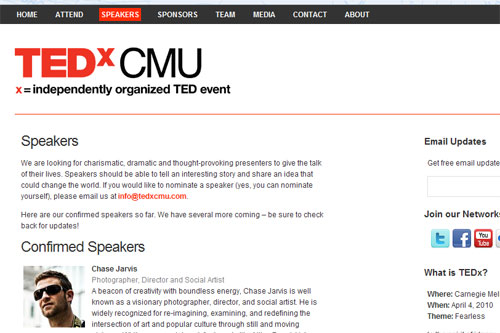 HOME ATTEND SPEAKERS SPONSORS TEAM MEDIA CONTACT ABOUT
TEDx CMU
x = independently organized TED event
Speakers
We are looking for charismatic, dramatic and thought-provoking presenters to give the talk
of their lives. Speakers should be able to tell an interesting story and share an idea that
could change the world. If you would like to nominate a speaker (yes, you can nominate
yourself), please email us at info@tedxcmu.com.
Here are our confirmed speakers so far. We have several more coming – be sure to check
back for updates!
Confirmed Speakers
Chase Jarvis
Photographer, Director and Social Artist
A beacon of creativity with boundless energy, Chase Jarvis is well
known as a visionary photographer, director, and social artist. He is
widely recognized for re-imagining, examining, and redefining the
intersection of art and popular culture through still and moving
Email Updates
Get free email update
Join our Network
You
Tube
What is TEDx?
Where: Carnegie Mel
When: April 4, 2010
Theme: Fearless